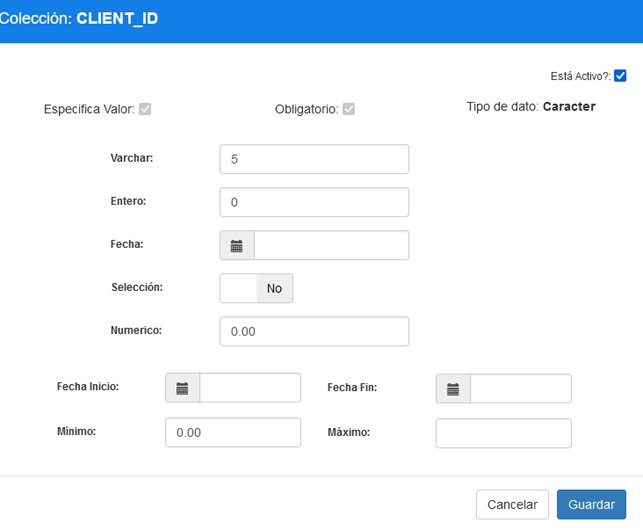 Colección: CLIENT_ID
Está Activo?:
Especifica Valor:
Obligatorio:
Tipo de dato: Caracter
Varchar:
5
Entero:
0
Fecha:
Selección:
No
Numerico:
0.00
Fecha Inicio:
Fecha Fin:
Mínimo:
0.00
Máximo:
Cancelar
Guardar